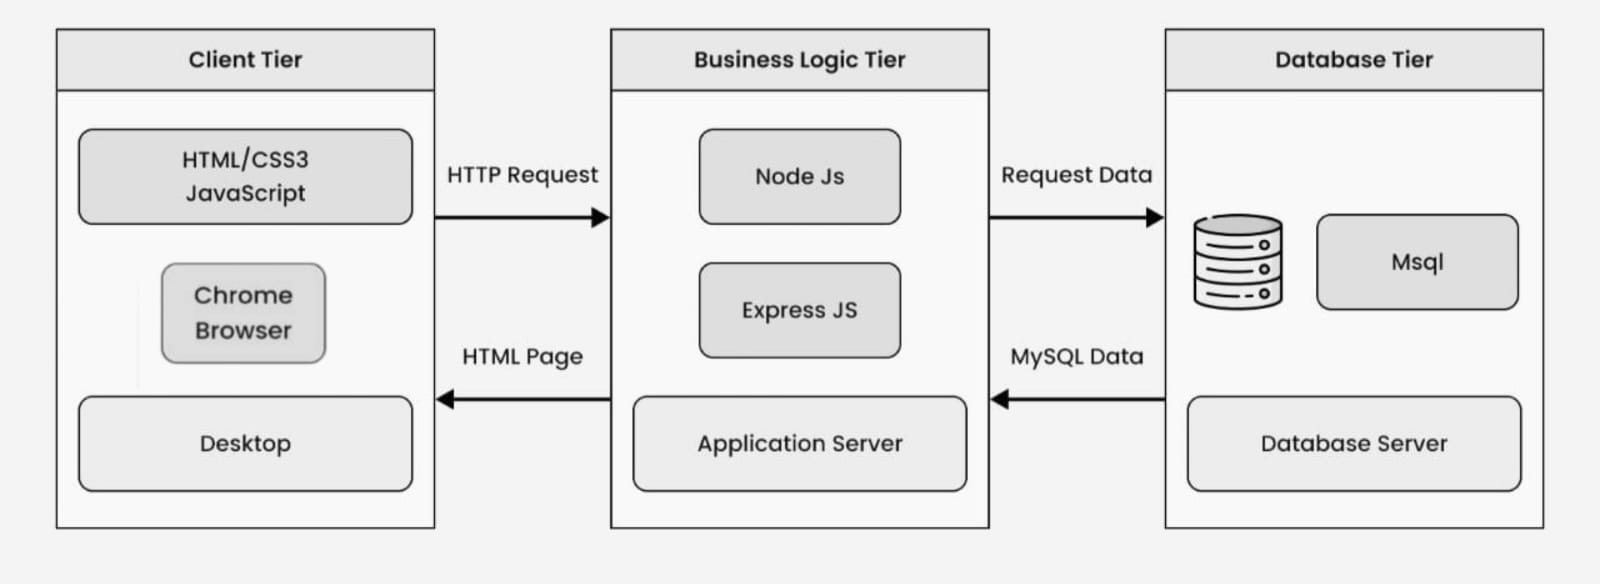 Client Tier
HTML/CSS3
JavaScript
Chrome
Browser
Desktop
HTTP Request
HTML Page
Business Logic Tier
Node Js
Express JS
Application Server
Request Data
MySQL Data
Database Tier
Msql
Database Server